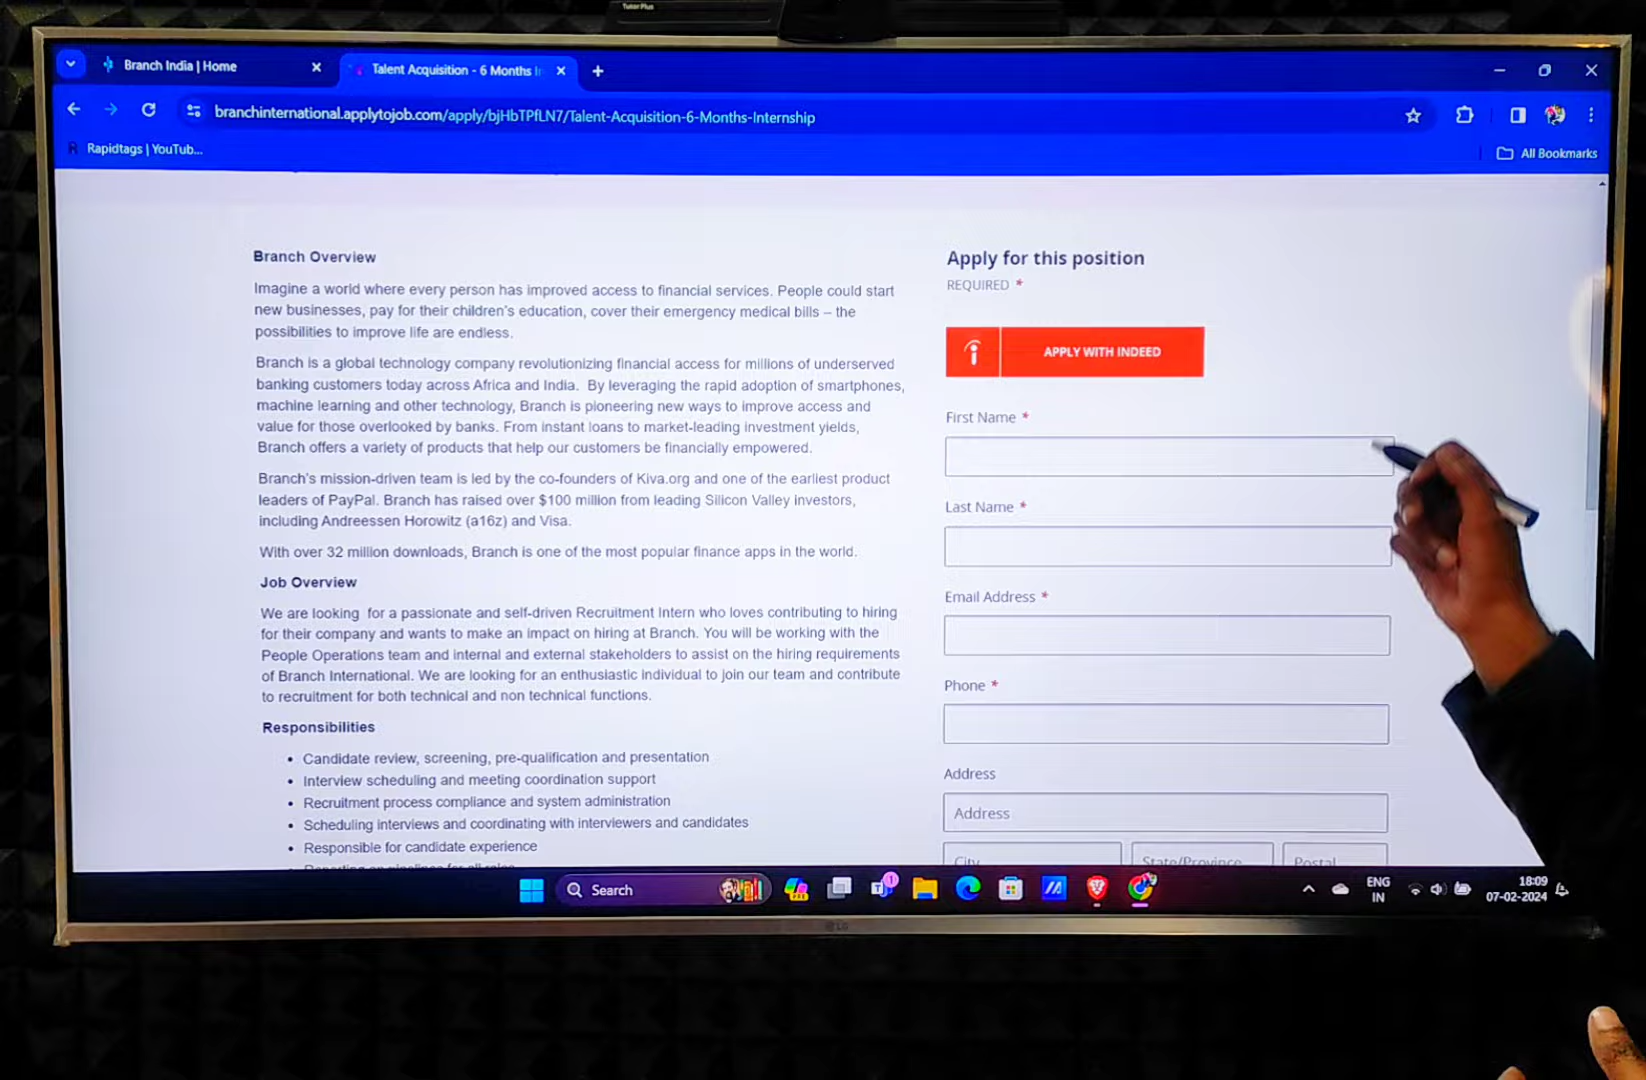 Tutor Plus
Branch India | Home
Talent Acquisition - 6 Months In
branchinternational.applytojob.com/apply/bjHbTPfLN7/Talent-Acquisition-6-Months-Internship
Rapidtags | YouTub...
All Bookmarks
Branch Overview
Imagine a world where every person has improved access to financial services. People could start
new businesses, pay for their children's education, cover their emergency medical bills – the
possibilities to improve life are endless.
Branch is a global technology company revolutionizing financial access for millions of underserved
banking customers today across Africa and India. By leveraging the rapid adoption of smartphones,
machine learning and other technology, Branch is pioneering new ways to improve access and
value for those overlooked by banks. From instant loans to market-leading investment yields,
Branch offers a variety of products that help our customers be financially empowered.
Branch's mission-driven team is led by the co-founders of Kiva.org and one of the earliest product
leaders of PayPal. Branch has raised over $100 million from leading Silicon Valley investors,
including Andreessen Horowitz (a16z) and Visa.
With over 32 million downloads, Branch is one of the most popular finance apps in the world.
Job Overview
We are looking for a passionate and self-driven Recruitment Intern who loves contributing to hiring
for their company and wants to make an impact on hiring at Branch. You will be working with the
People Operations team and internal and external stakeholders to assist on the hiring requirements
of Branch International. We are looking for an enthusiastic individual to join our team and contribute
to recruitment for both technical and non technical functions.
Responsibilities
• Candidate review, screening, pre-qualification and presentation
• Interview scheduling and meeting coordination support
• Recruitment process compliance and system administration
• Scheduling interviews and coordinating with interviewers and candidates
• Responsible for candidate experience
Apply for this position
REQUIRED *
APPLY WITH INDEED
First Name *
Last Name *
Email Address *
Phone *
Address
Address
City
State/Province
Postal
Search
1
ENG
IN
18:09
07-02-2024
LG